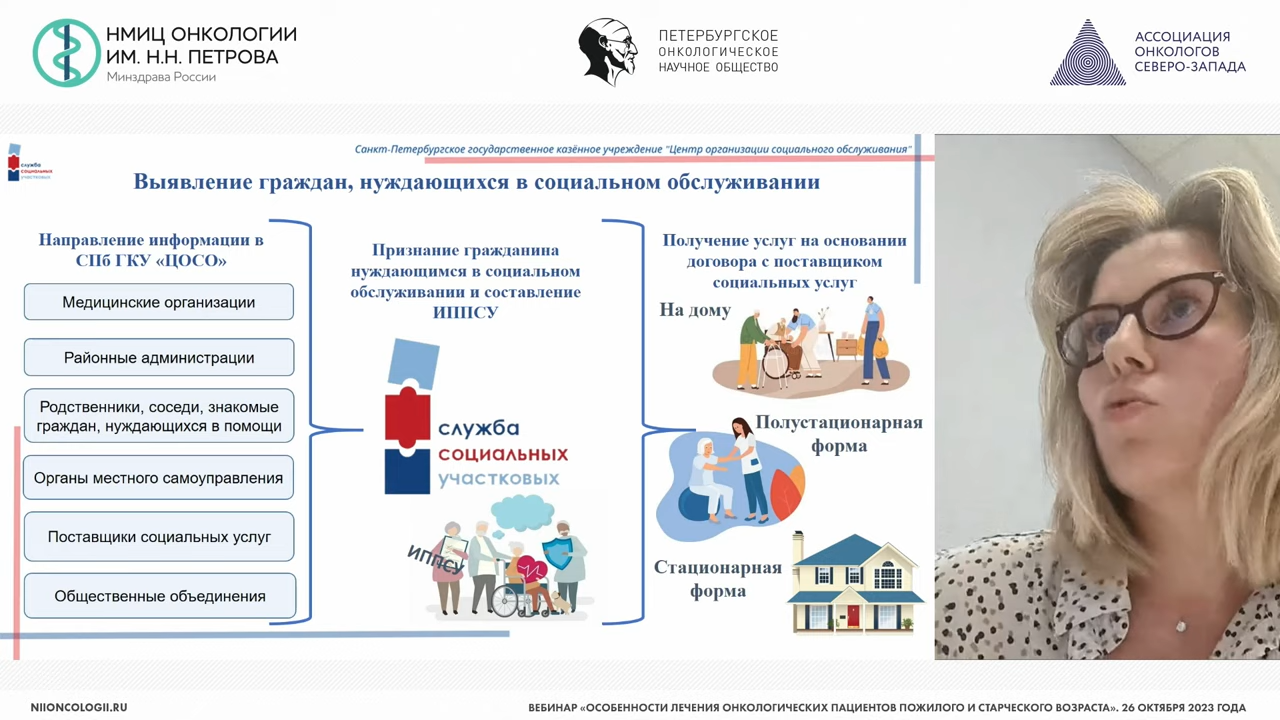 НМИЦ ОНКОЛОГИИ
ИМ. Н.Н. ПЕТРОВА
Минздрава России
ПЕТЕРБУРГСКОЕ
ОНКОЛОГИЧЕСКОЕ
НАУЧНОЕ ОБЩЕСТВО
АССОЦИАЦИЯ
ОНКОЛОГОВ
СЕВЕРО-ЗАПАДА
служба
социальных
участковых
Санкт-Петербургское государственное казённое учреждение "Центр организации социального обслуживания"
Выявление граждан, нуждающихся в социальном обслуживании
Направление информации в
СПб ГКУ «ЦОСО»
Медицинские организации
Районные администрации
Родственники, соседи, знакомые
граждан, нуждающихся в помощи
Органы местного самоуправления
Поставщики социальных услуг
Общественные объединения
Признание гражданина
нуждающимся в социальном
обслуживании и составление
ИППСУ
служба
социальных
участковых
ИППСУ
Получение услуг на основании
договора с поставщиком
социальных услуг
На дому
Полустационарная
форма
Стационарная
форма
NIIONCOLOGII.RU
ВЕБИНАР «ОСОБЕННОСТИ ЛЕЧЕНИЯ ОНКОЛОГИЧЕСКИХ ПАЦИЕНТОВ ПОЖИЛОГО И СТАРЧЕСКОГО ВОЗРАСТА». 26 ОКТЯБРЯ 2023 ГОДА